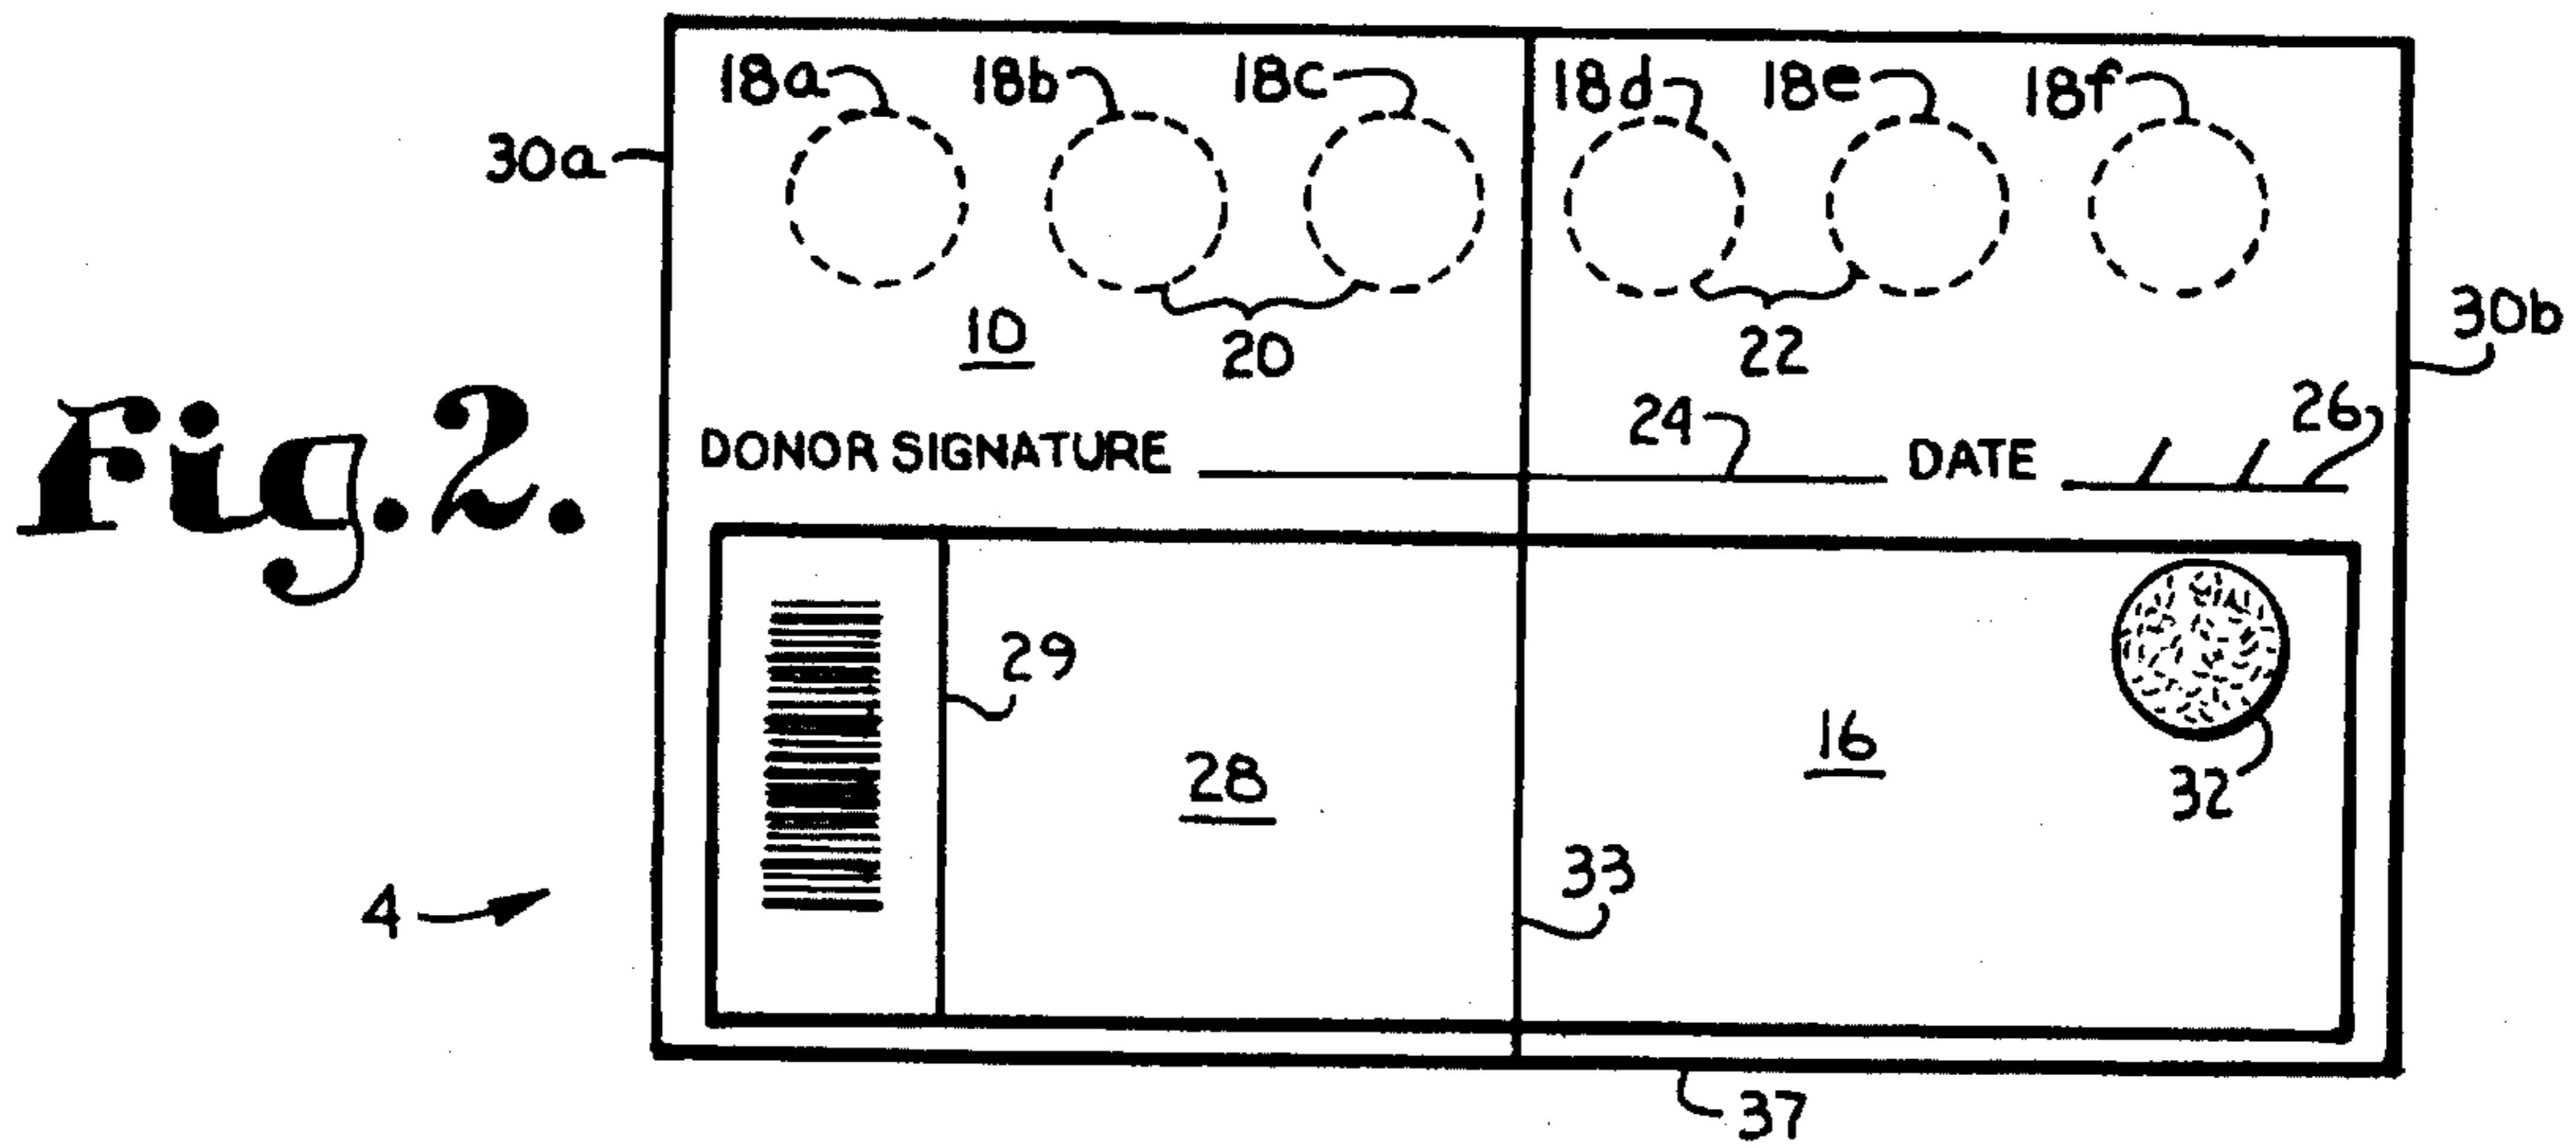 18a 18b 18c 18d 18e 18f
30a
10 20 22 30b
Fig.2.
DONOR SIGNATURE 24 DATE / / 26
29
28 16 32
4 33
37